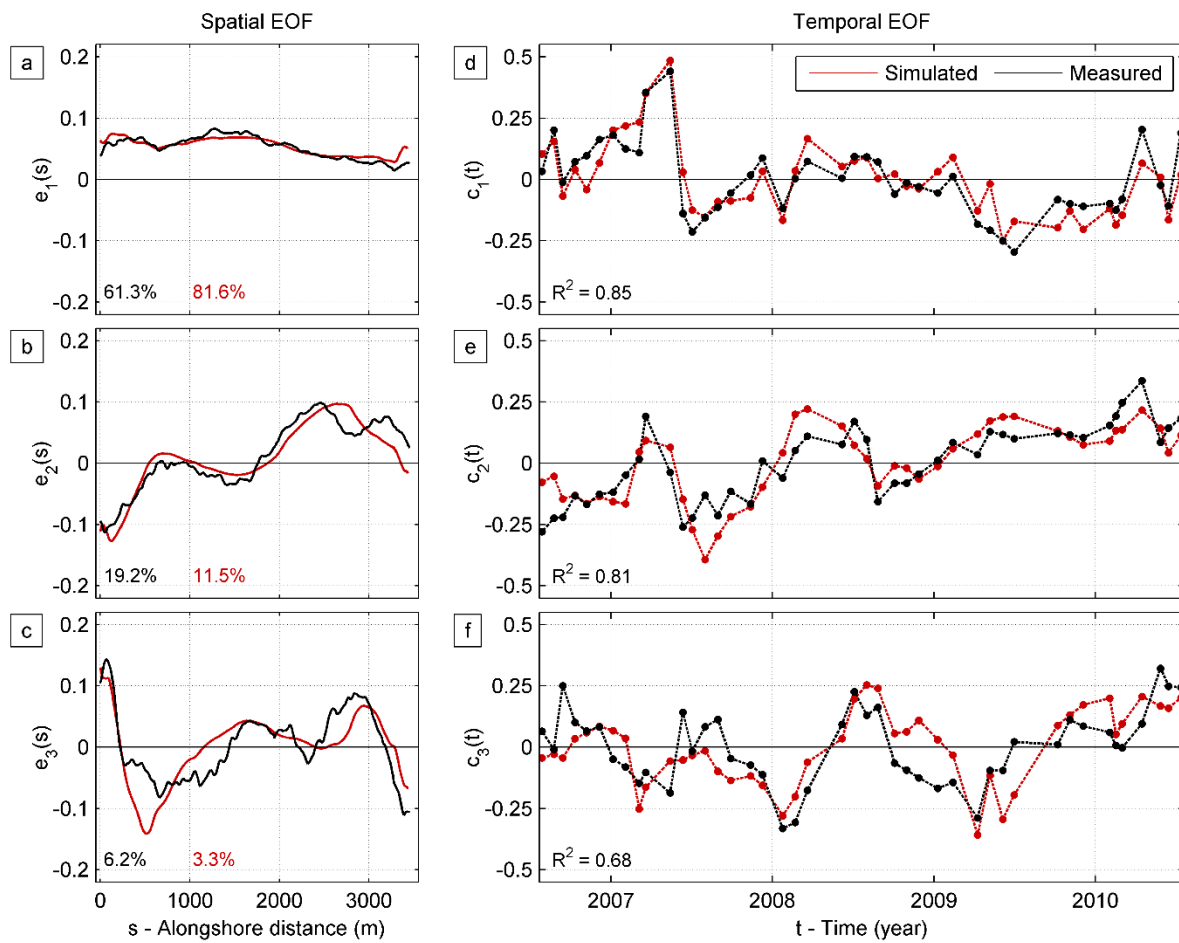 Spatial EOF
Temporal EOF
a
0.2
0.1
0
-0.1
-0.2
e1(s)
61.3% 81.6%
d
0.5
0.25
0
-0.25
-0.5
c1(t)
Simulated Measured
R2 = 0.85
b
0.2
0.1
0
-0.1
-0.2
e2(s)
19.2% 11.5%
e
0.5
0.25
0
-0.25
-0.5
c2(t)
R2 = 0.81
c
0.2
0.1
0
-0.1
-0.2
e3(s)
6.2% 3.3%
0 1000 2000 3000
s - Alongshore distance (m)
f
0.5
0.25
0
-0.25
-0.5
c3(t)
R2 = 0.68
2007 2008 2009 2010
t - Time (year)